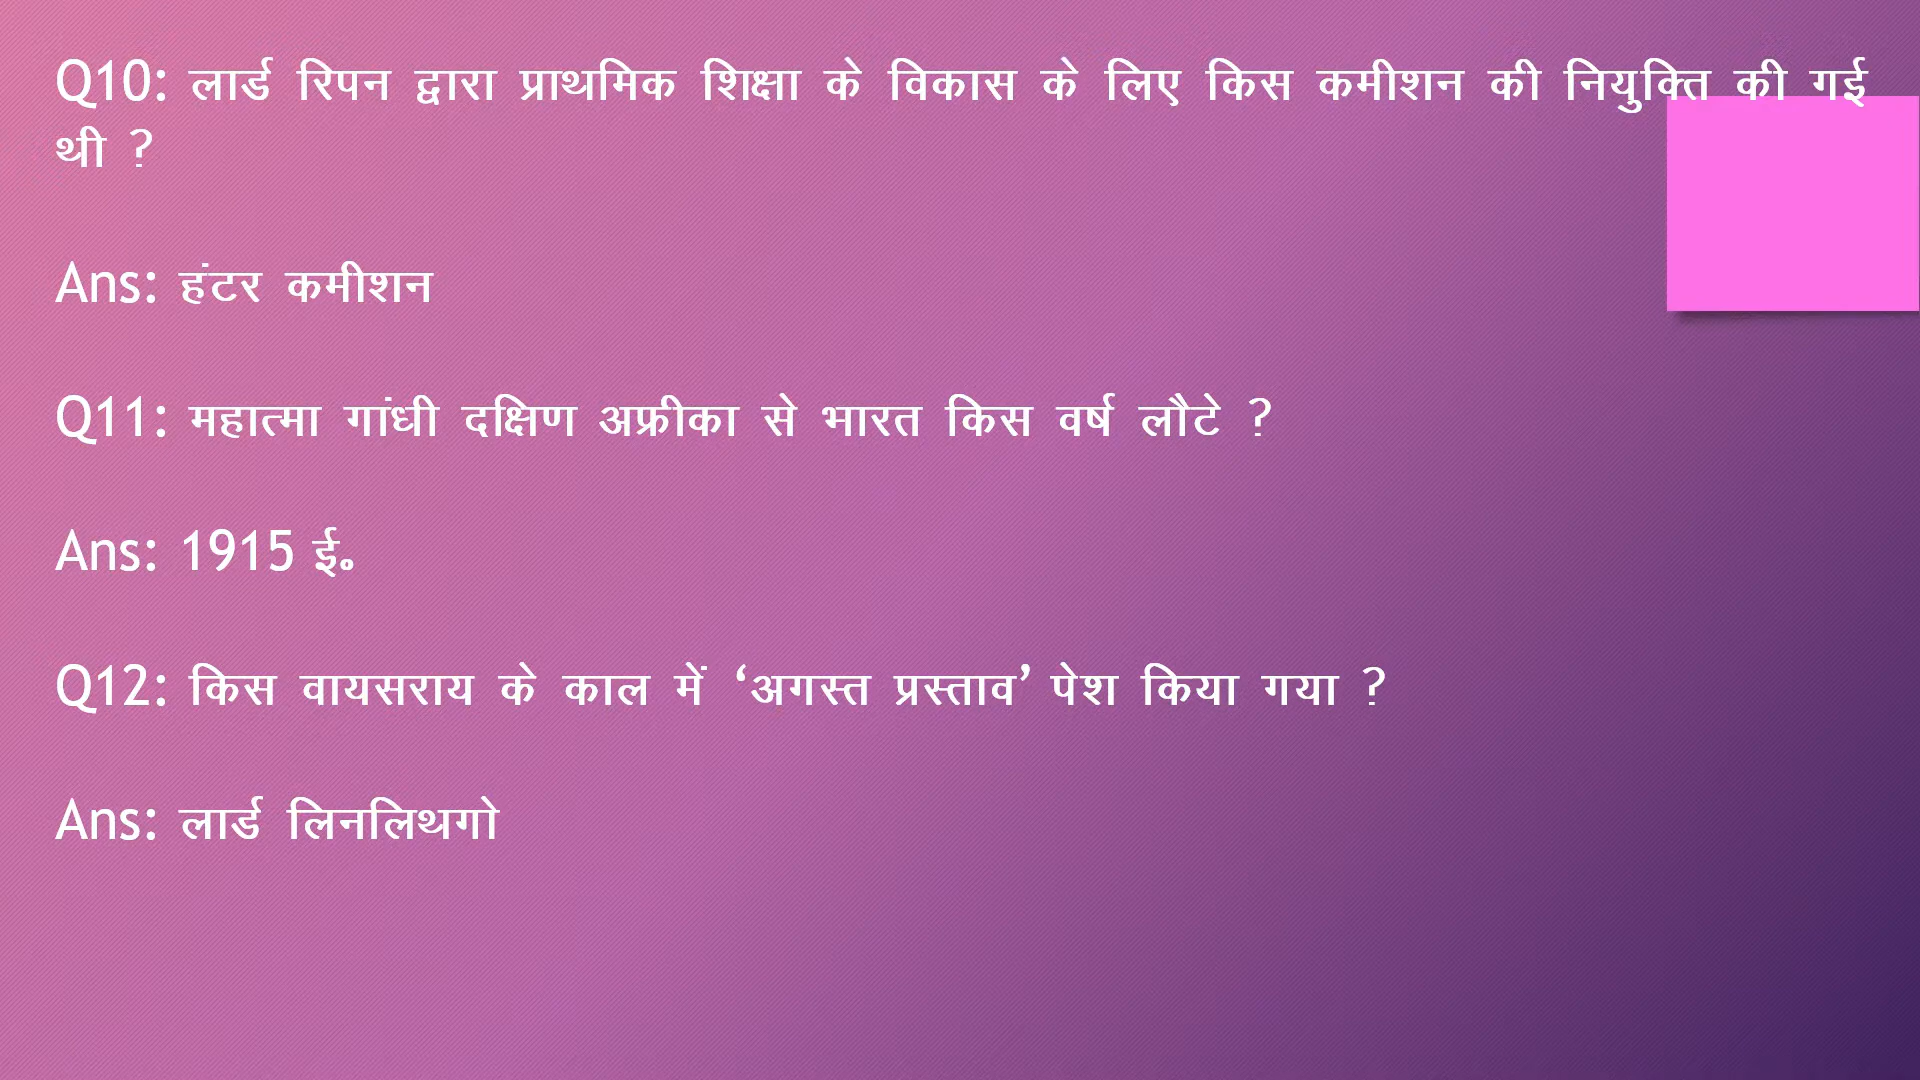 Q10: लार्ड रिपन द्वारा प्राथमिक शिक्षा के विकास के लिए किस कमीशन की नियुक्ति की गई
थी ?
Ans: हंटर कमीशन
Q11: महात्मा गांधी दक्षिण अफ्रीका से भारत किस वर्ष लौटे ?
Ans: 1915 ई०
Q12: किस वायसराय के काल में ‘अगस्त प्रस्ताव’ पेश किया गया ?
Ans: लार्ड लिनलिथगो